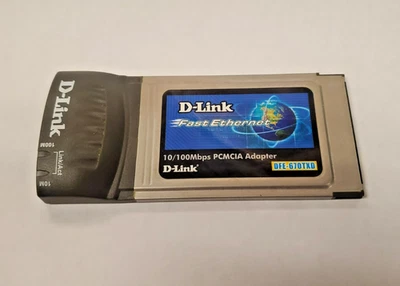 D-Link
100M
Link/Act
10M
D-Link
Fast Ethernet
10/100Mbps PCMCIA Adapter
D-Link
DFE-670TXD